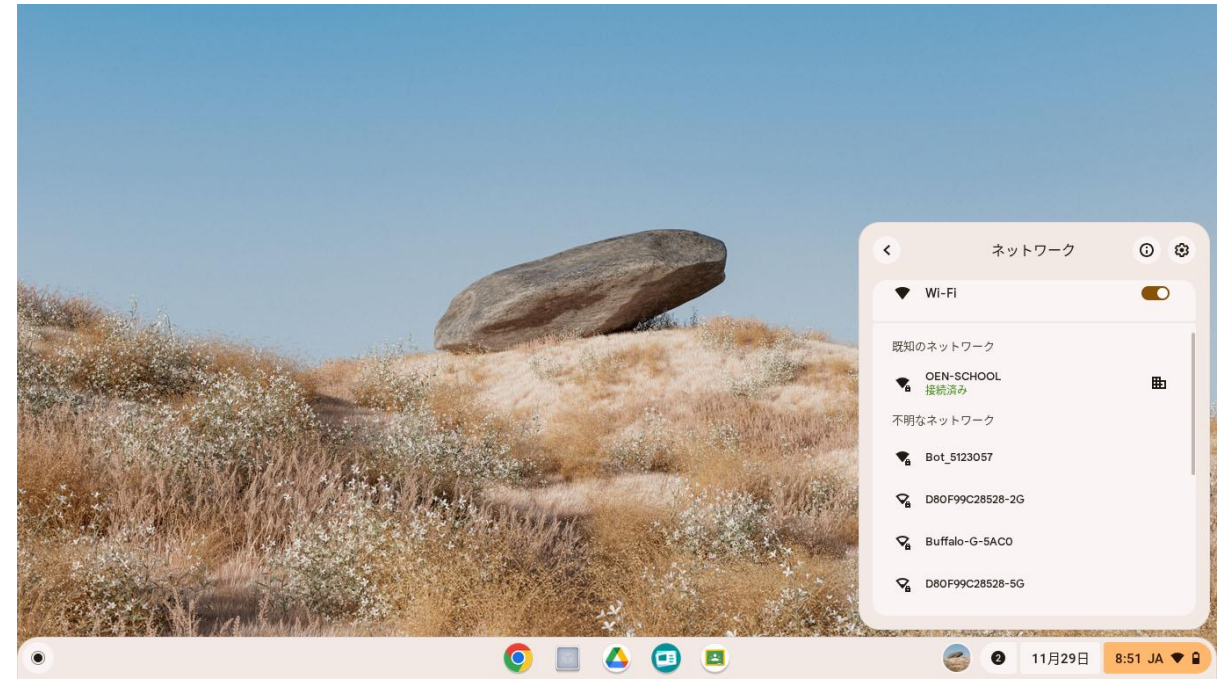 ネットワーク
Wi-Fi
既知のネットワーク
OEN-SCHOOL
接続済み
不明なネットワーク
Bot_5123057
D80F99C28528-2G
Buffalo-G-5AC0
D80F99C28528-5G
2
11月29日
8:51 JA